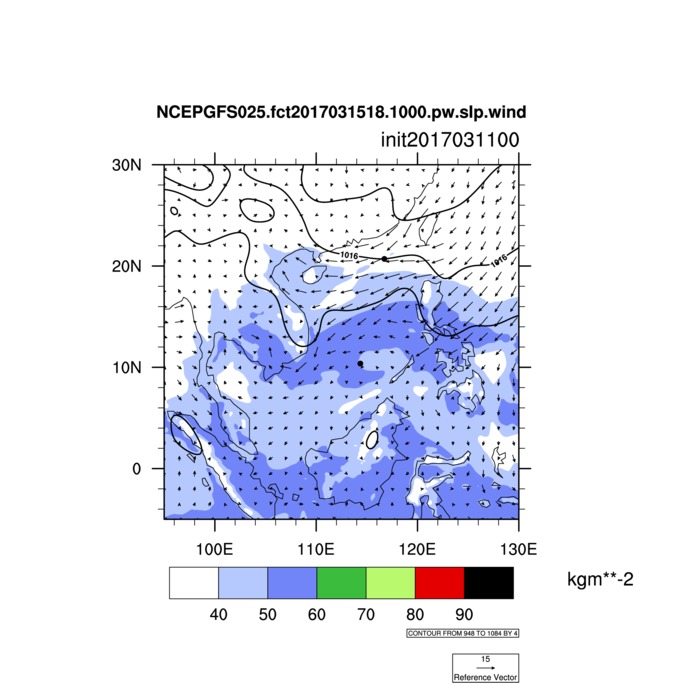 NCEPGFS025.fct2017031518.1000.pw.slp.wind
init2017031100
30N
20N
10N
0
1016
1016
100E 110E 120E 130E
kgm**-2
40 50 60 70 80 90
CONTOUR FROM 948 TO 1084 BY 4
15
Reference Vector